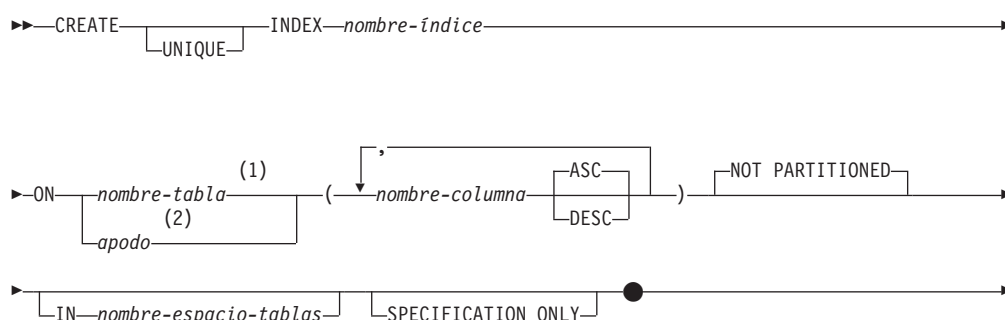 CREATE INDEX nombre-índice
UNIQUE
,
(1) ASC NOT PARTITIONED
ON nombre-tabla ( nombre-columna )
(2) DESC
apodo
IN nombre-espacio-tablas SPECIFICATION ONLY